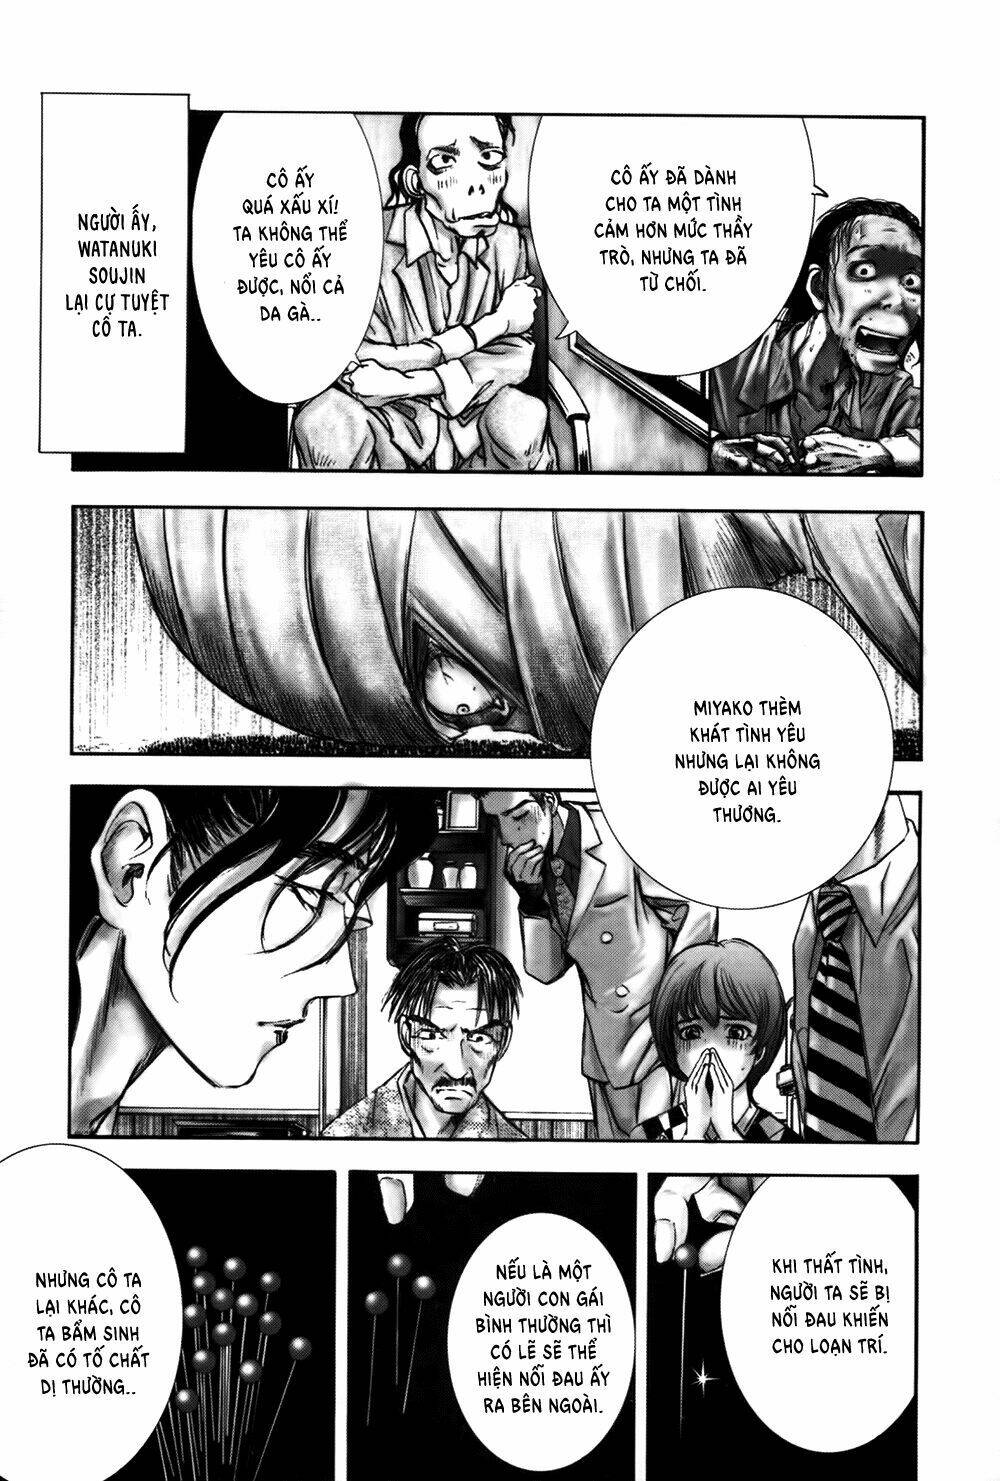 CÔ ẤY ĐÃ DÀNH
CHO TA MỘT TÌNH
CẢM HƠN MỨC THẦY
TRÒ, NHƯNG TA ĐÃ
TỪ CHỐI.
CÔ ẤY
QUÁ XẤU XÍ!
TA KHÔNG THỂ
YÊU CÔ ẤY
ĐƯỢC, NỔI CẢ
DA GÀ..
NGƯỜI ẤY,
WATANUKI
SOUJIN
LẠI CỰ TUYỆT
CÔ TA.
MIYAKO THÈM
KHÁT TÌNH YÊU
NHƯNG LẠI KHÔNG
ĐƯỢC AI YÊU
THƯƠNG.
KHI THẤT TÌNH,
NGƯỜI TA SẼ BỊ
NỖI ĐAU KHIẾN
CHO LOẠN TRÍ.
NẾU LÀ MỘT
NGƯỜI CON GÁI
BÌNH THƯỜNG THÌ
CÓ LẼ SẼ THỂ
HIỆN NỖI ĐAU ẤY
RA BÊN NGOÀI.
NHƯNG CÔ TA
LẠI KHÁC, CÔ
TA BẨM SINH
ĐÃ CÓ TỐ CHẤT
DỊ THƯỜNG..